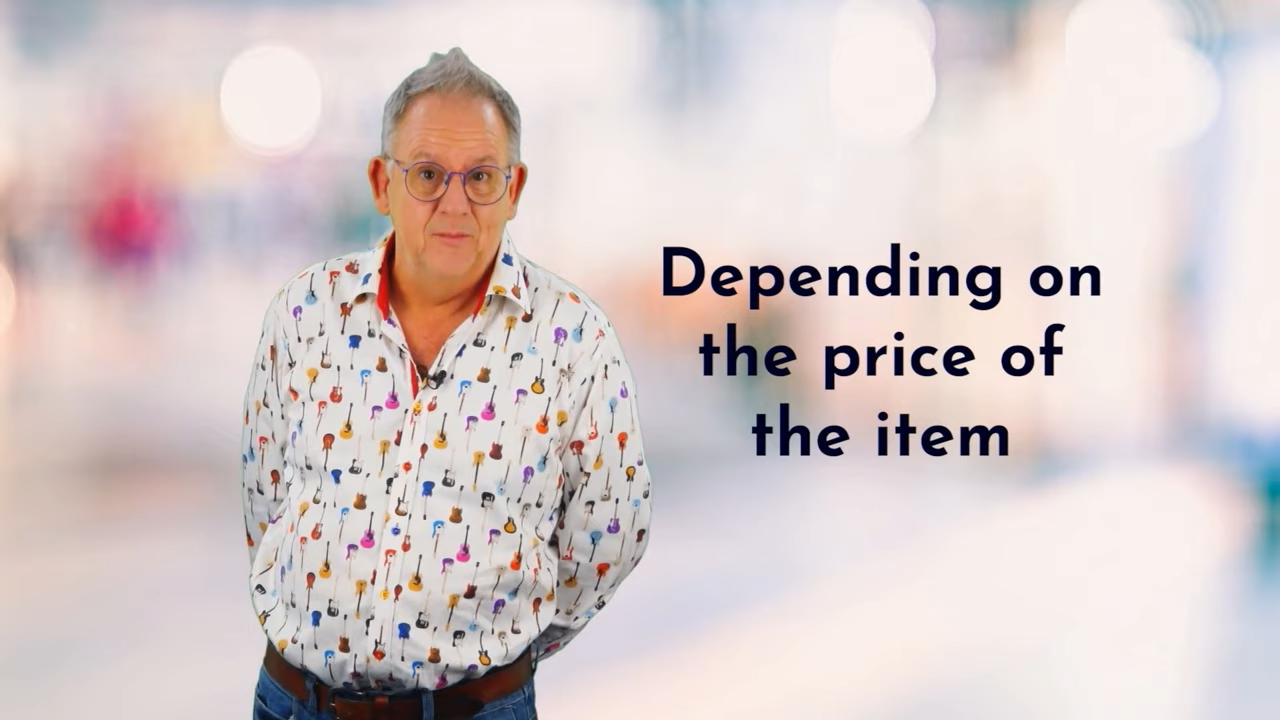 Depending on
the price of
the item